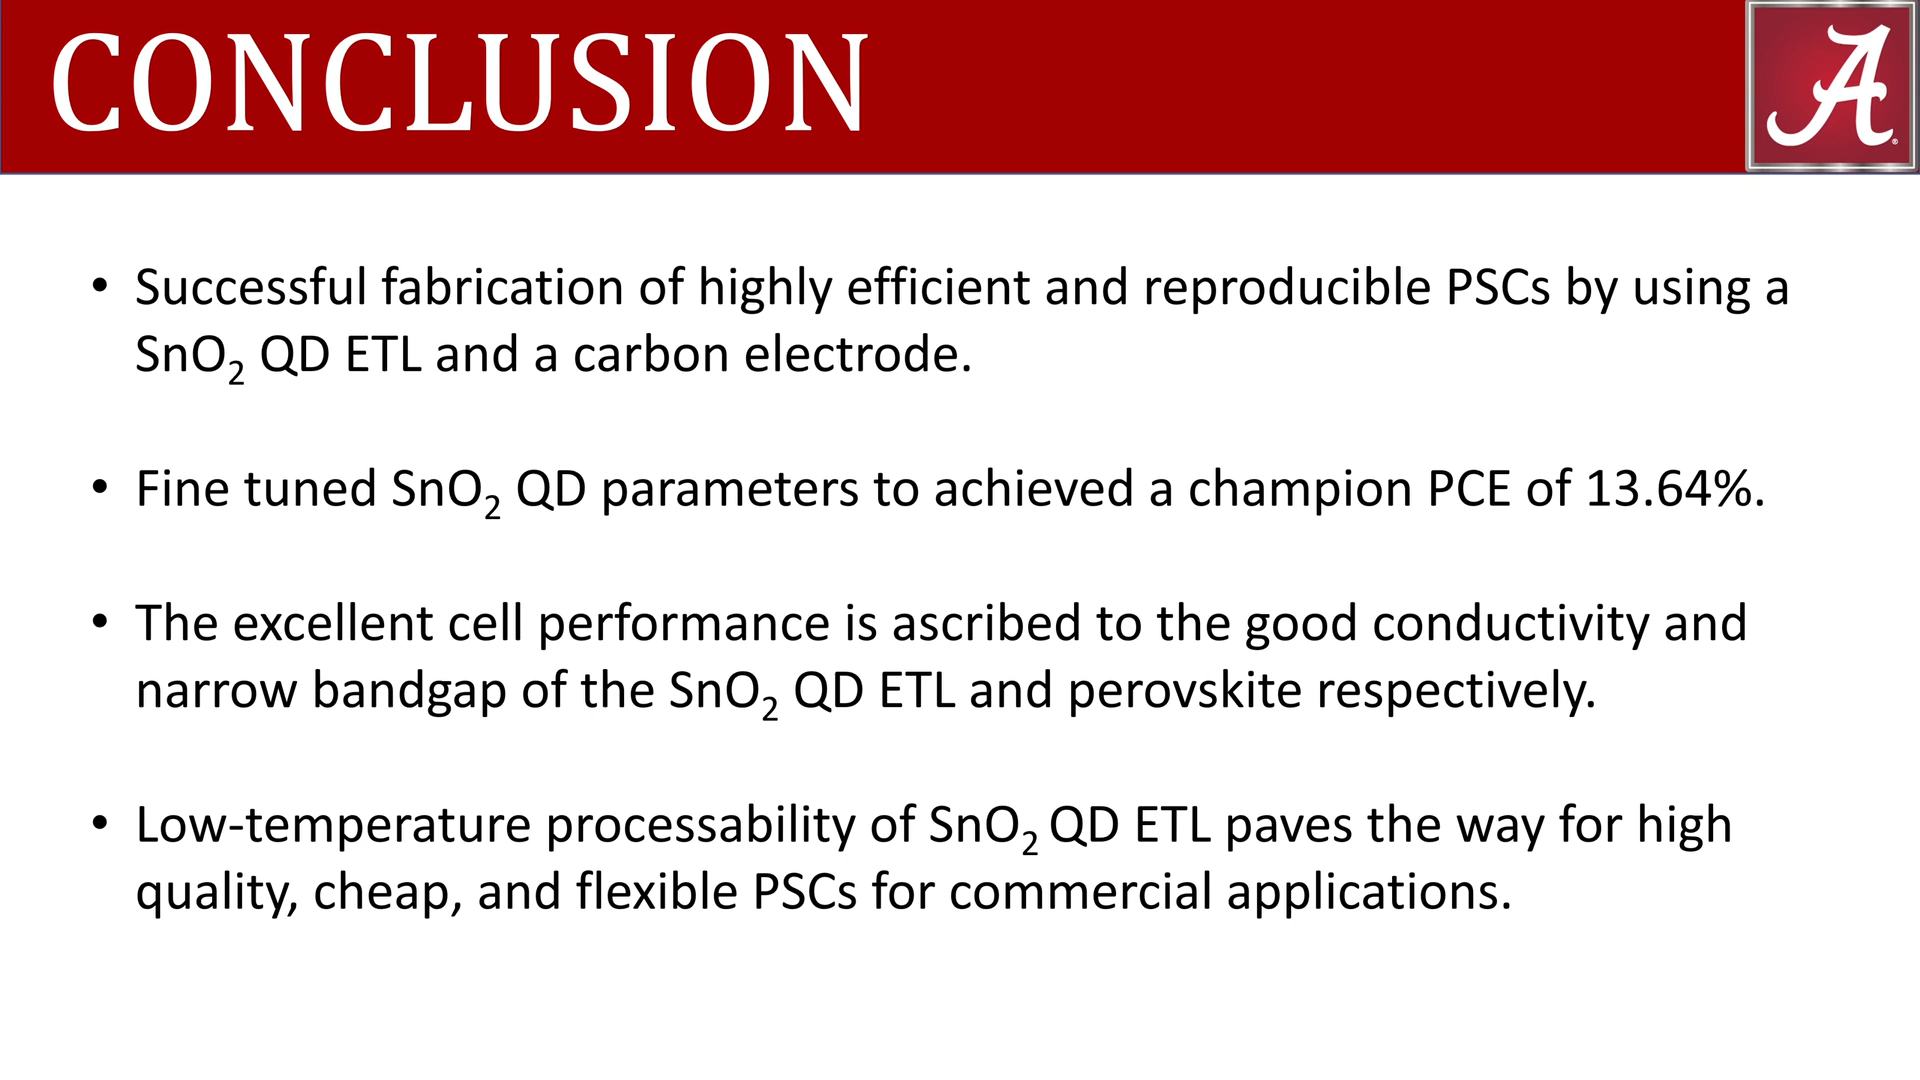 CONCLUSION
A
• Successful fabrication of highly efficient and reproducible PSCs by using a
SnO₂ QD ETL and a carbon electrode.
• Fine tuned SnO₂ QD parameters to achieved a champion PCE of 13.64%.
• The excellent cell performance is ascribed to the good conductivity and
narrow bandgap of the SnO₂ QD ETL and perovskite respectively.
• Low-temperature processability of SnO₂ QD ETL paves the way for high
quality, cheap, and flexible PSCs for commercial applications.